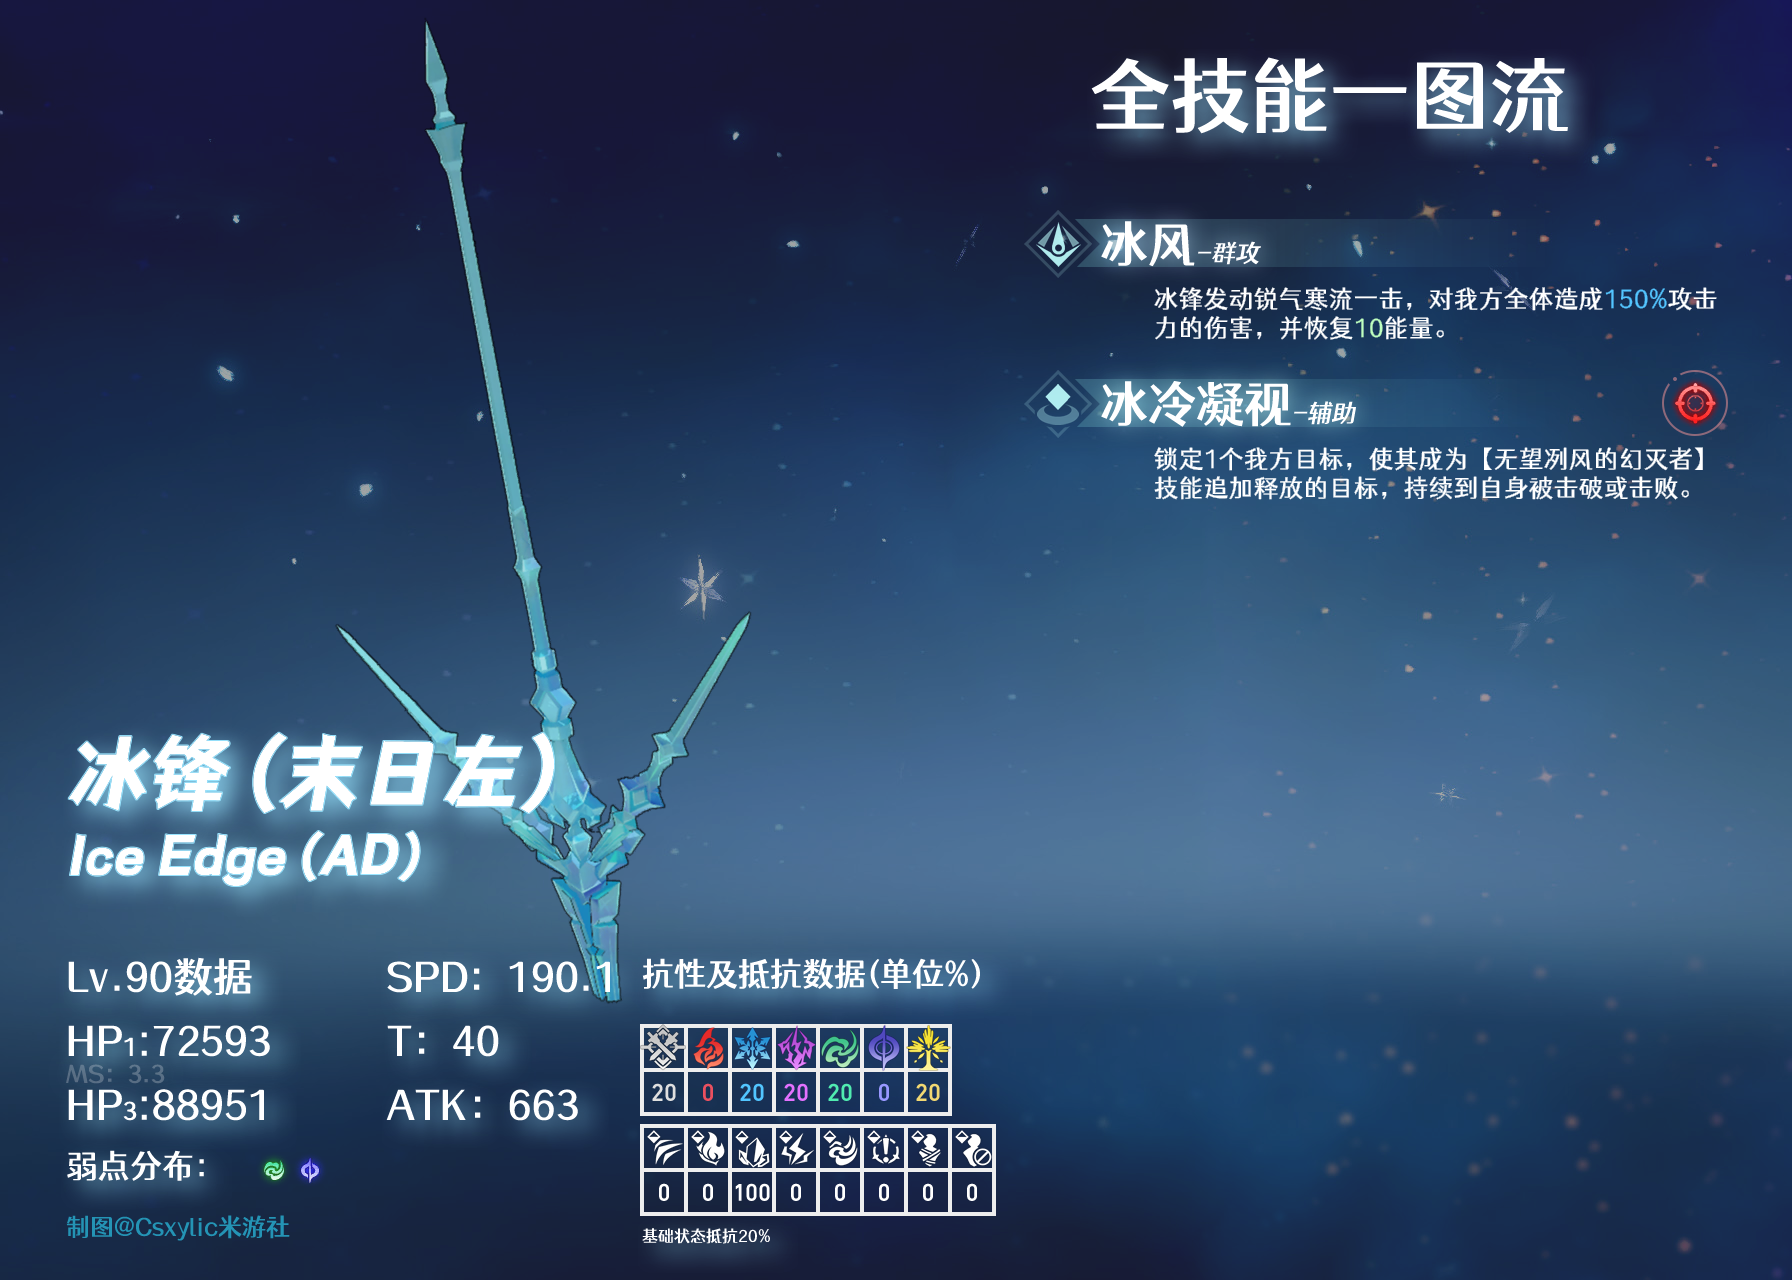 全技能一图流
冰风-群攻
冰锋发动锐气寒流一击，对我方全体造成150%攻击
力的伤害，并恢复10能量。
冰冷凝视-辅助
锁定1个我方目标，使其成为【无望冽风的幻灭者】
技能追加释放的目标，持续到自身被击破或击败。
冰锋（末日左）
Ice Edge (AD)
Lv.90数据
SPD: 190.1
HP1:72593
T: 40
MS: 3.3
HP3:88951
ATK: 663
弱点分布:
制图@Csxylic米游社
抗性及抵抗数据(单位%)
20 0 20 20 20 0 20
0 0 100 0 0 0 0 0
基础状态抵抗20%